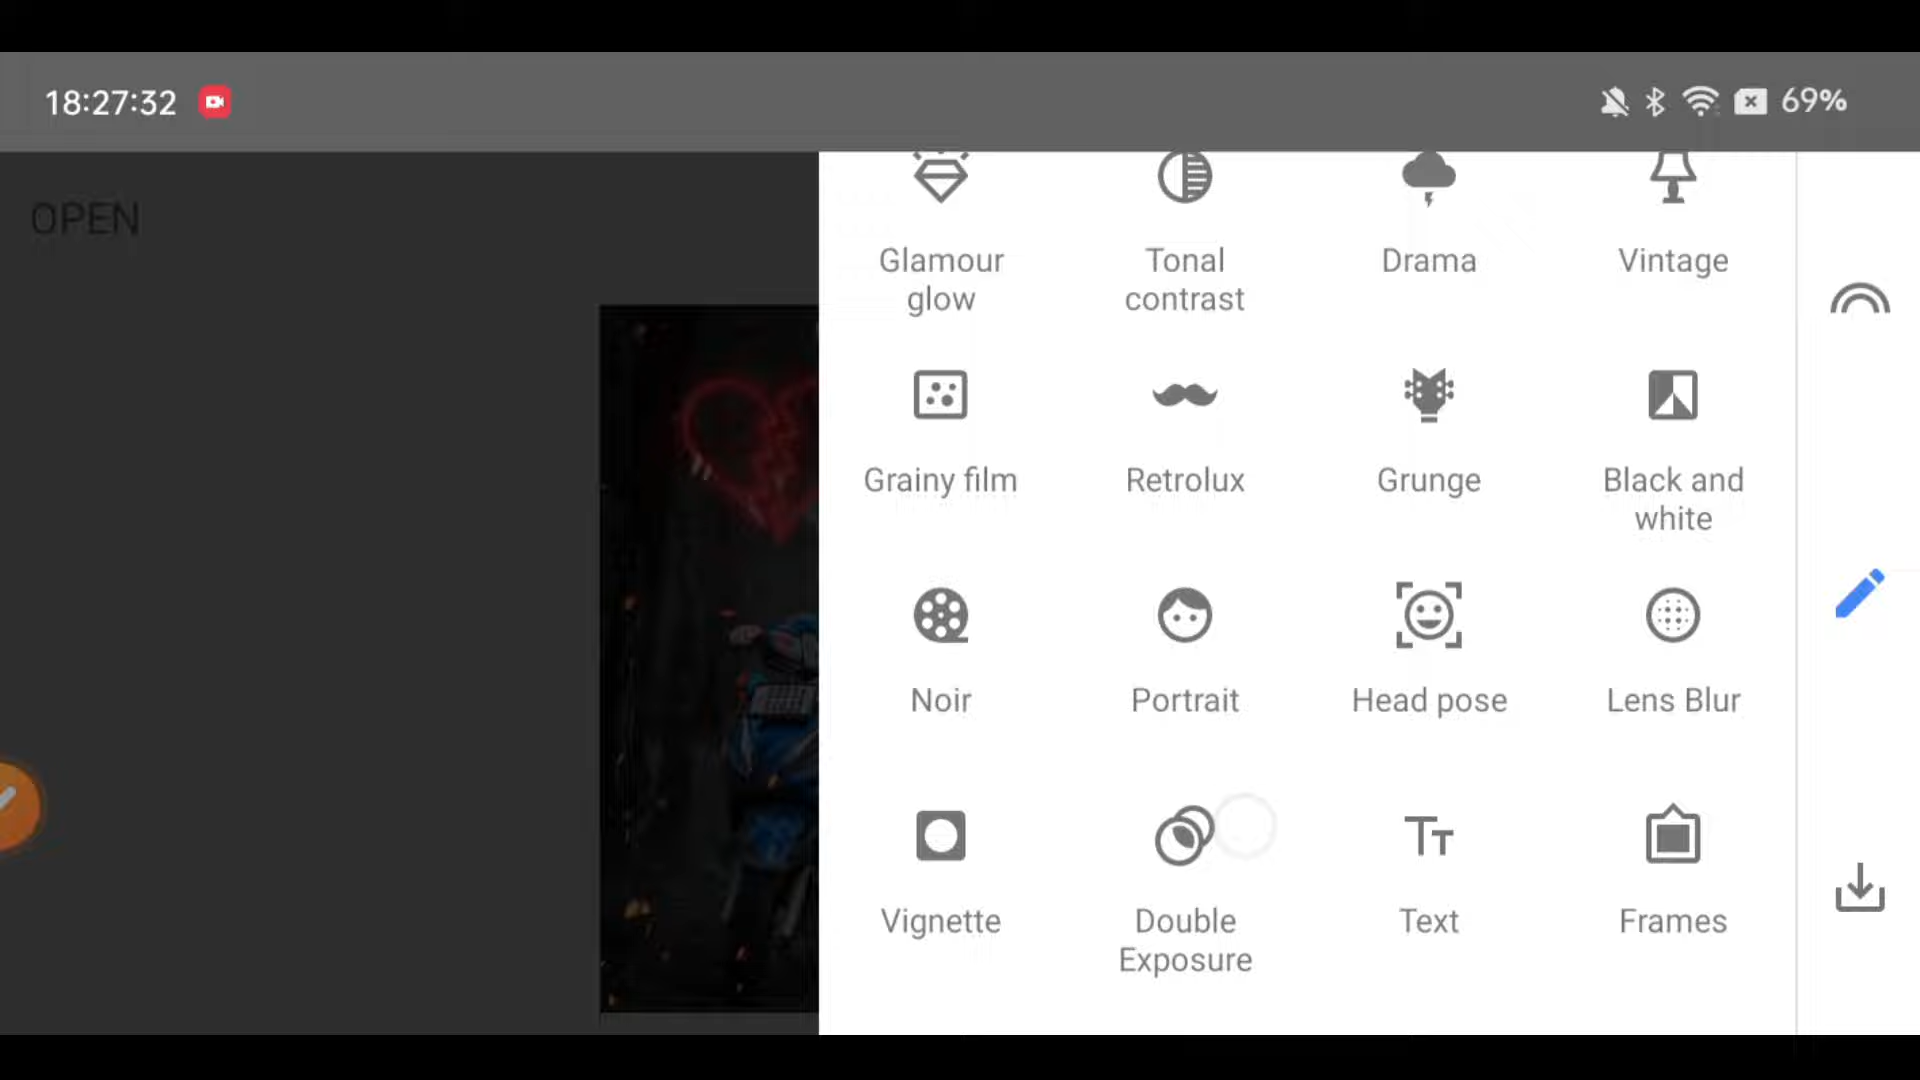 18:27:32
69%
OPEN
Glamour
glow
Tonal
contrast
Drama
Vintage
Grainy film
Retrolux
Grunge
Black and
white
Noir
Portrait
Head pose
Lens Blur
Vignette
Double
Exposure
Tт
Text
Frames